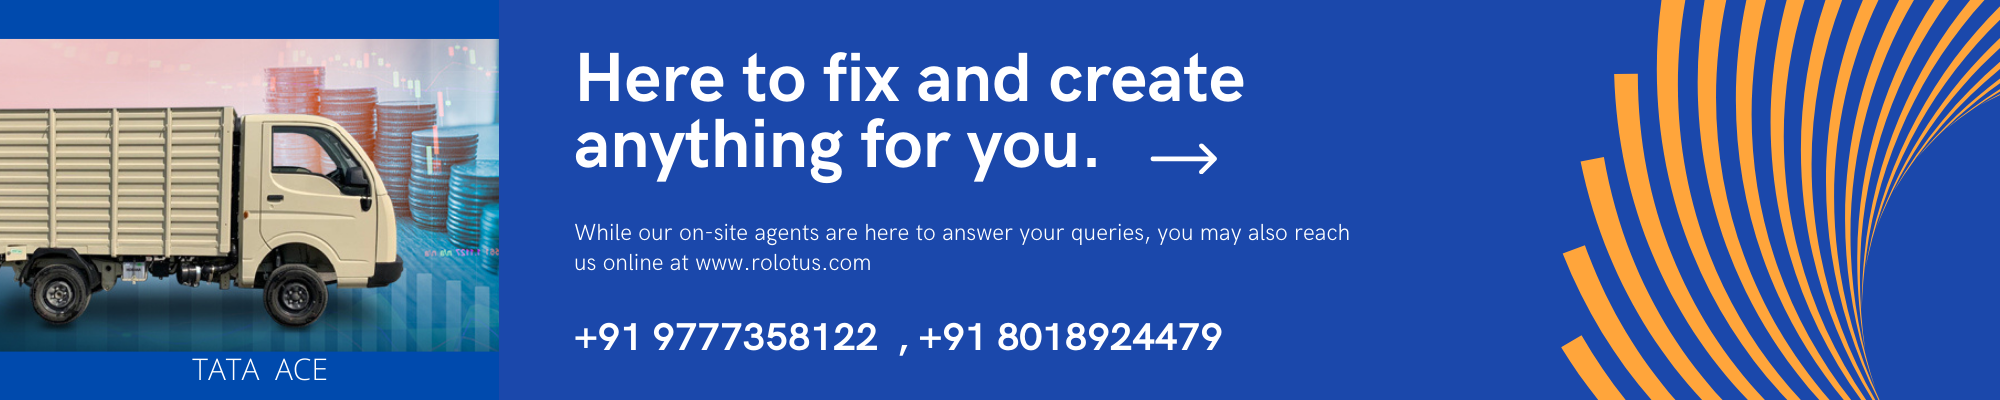 Here to fix and create
anything for you.
While our on-site agents are here to answer your queries, you may also reach
us online at www.rolotus.com
+91 9777358122 , +91 8018924479
TATA ACE